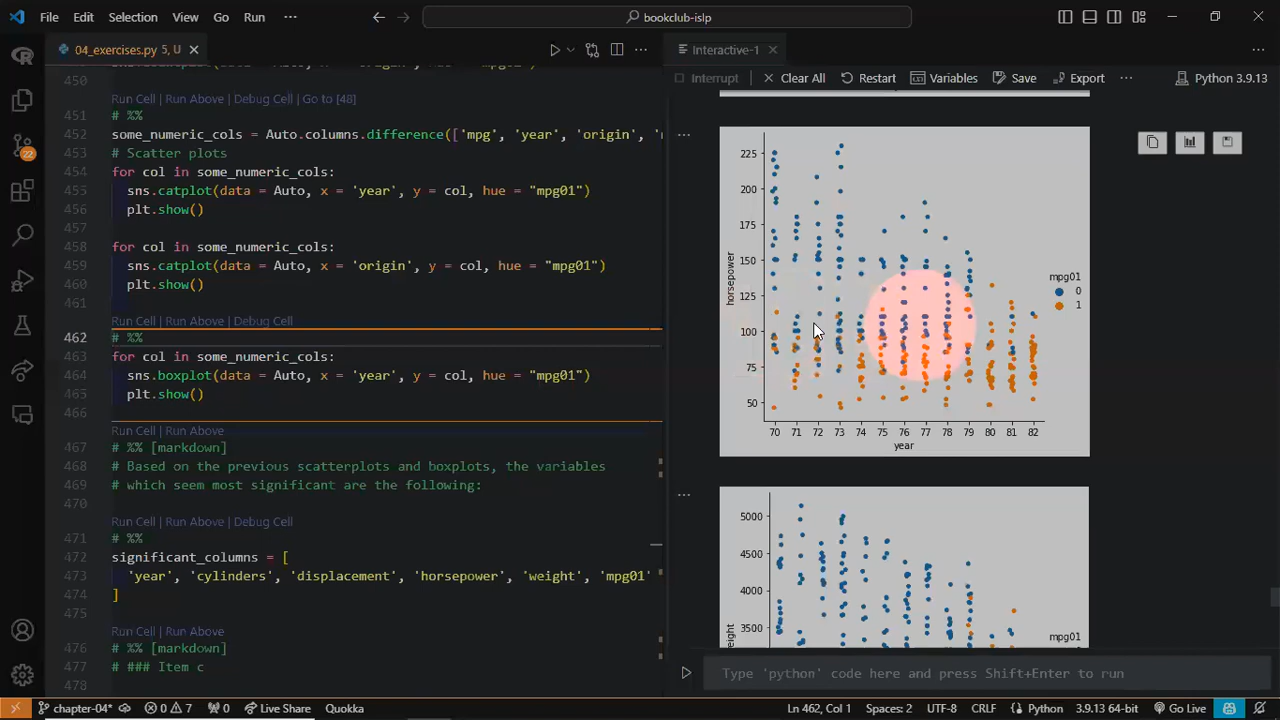 File Edit Selection View Go Run ··· bookclub-islp
04_exercises.py 5, U
Interactive-1
Interrupt Clear All Restart Variables Save Export ··· Python 3.9.13
450
Run Cell | Run Above | Debug Cell | Go to [48]
451 # %%
452 some_numeric_cols = Auto.columns.difference(['mpg', 'year', 'origin',
453 # Scatter plots
454 for col in some_numeric_cols:
455 sns.catplot(data = Auto, x = 'year', y = col, hue = "mpg01")
456 plt.show()
457
458 for col in some_numeric_cols:
459 sns.catplot(data = Auto, x = 'origin', y = col, hue = "mpg01")
460 plt.show()
461
Run Cell | Run Above | Debug Cell
462 # %%
463 for col in some_numeric_cols:
464 sns.boxplot(data = Auto, x = 'year', y = col, hue = "mpg01")
465 plt.show()
466
Run Cell | Run Above
467 # %% [markdown]
468 # Based on the previous scatterplots and boxplots, the variables
469 # which seem most significant are the following:
470
Run Cell | Run Above | Debug Cell
471 # %%
472 significant_columns = [
473 'year', 'cylinders', 'displacement', 'horsepower', 'weight', 'mpg01'
474 ]
475
Run Cell | Run Above
476 # %% [markdown]
477 # ### Item c
478
225
200
175
150
125
100
75
50
horsepower
70 71 72 73 74 75 76 77 78 79 80 81 82
year
mpg01
0
1
5000
4500
4000
3500
mpg01
Type 'python' code here and press Shift+Enter to run
chapter-04* 0 7 0 Live Share Quokka Ln 462, Col 1 Spaces: 2 UTF-8 CRLF Python 3.9.13 64-bit Go Live
22